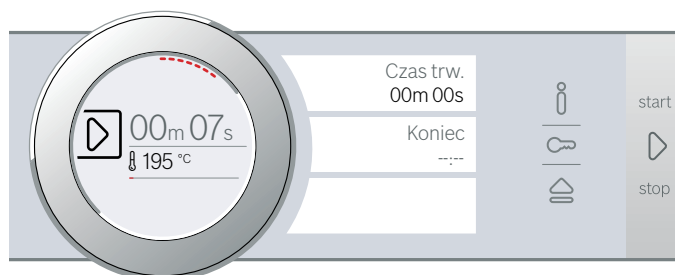 00m 07s
195 °C
Czas trw.
00m 00s
Koniec
--:--
start
stop